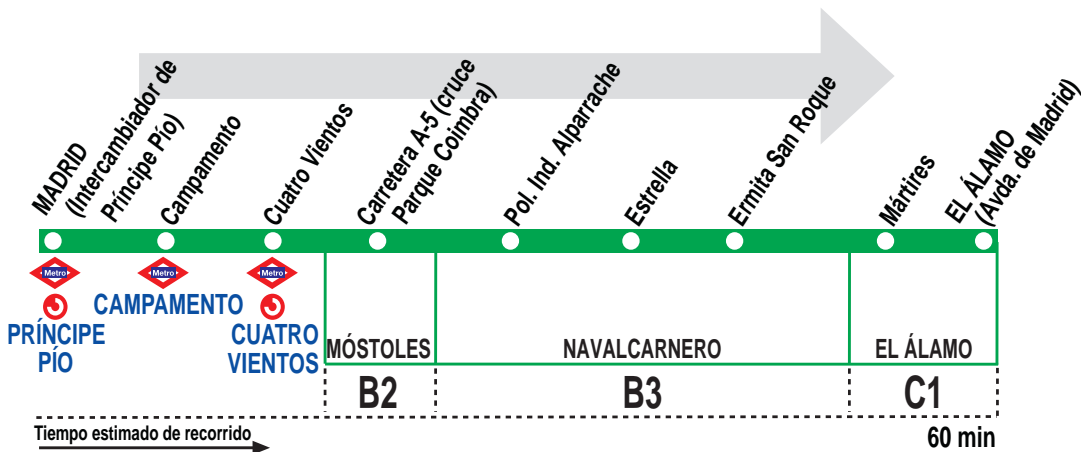 MADRID
(Intercambiador de
Príncipe Pío)
Campamento
Cuatro Vientos
Carretera A-5 (cruce
Parque Coimbra)
Pol. Ind. Alparrache
Estrella
Ermita San Roque
Mártires
EL ÁLAMO
(Avda. de Madrid)
Metro
Metro
Metro
PRÍNCIPE
PÍO
CAMPAMENTO
CUATRO
VIENTOS
MÓSTOLES
NAVALCARNERO
EL ÁLAMO
B2
B3
C1
Tiempo estimado de recorrido
60 min